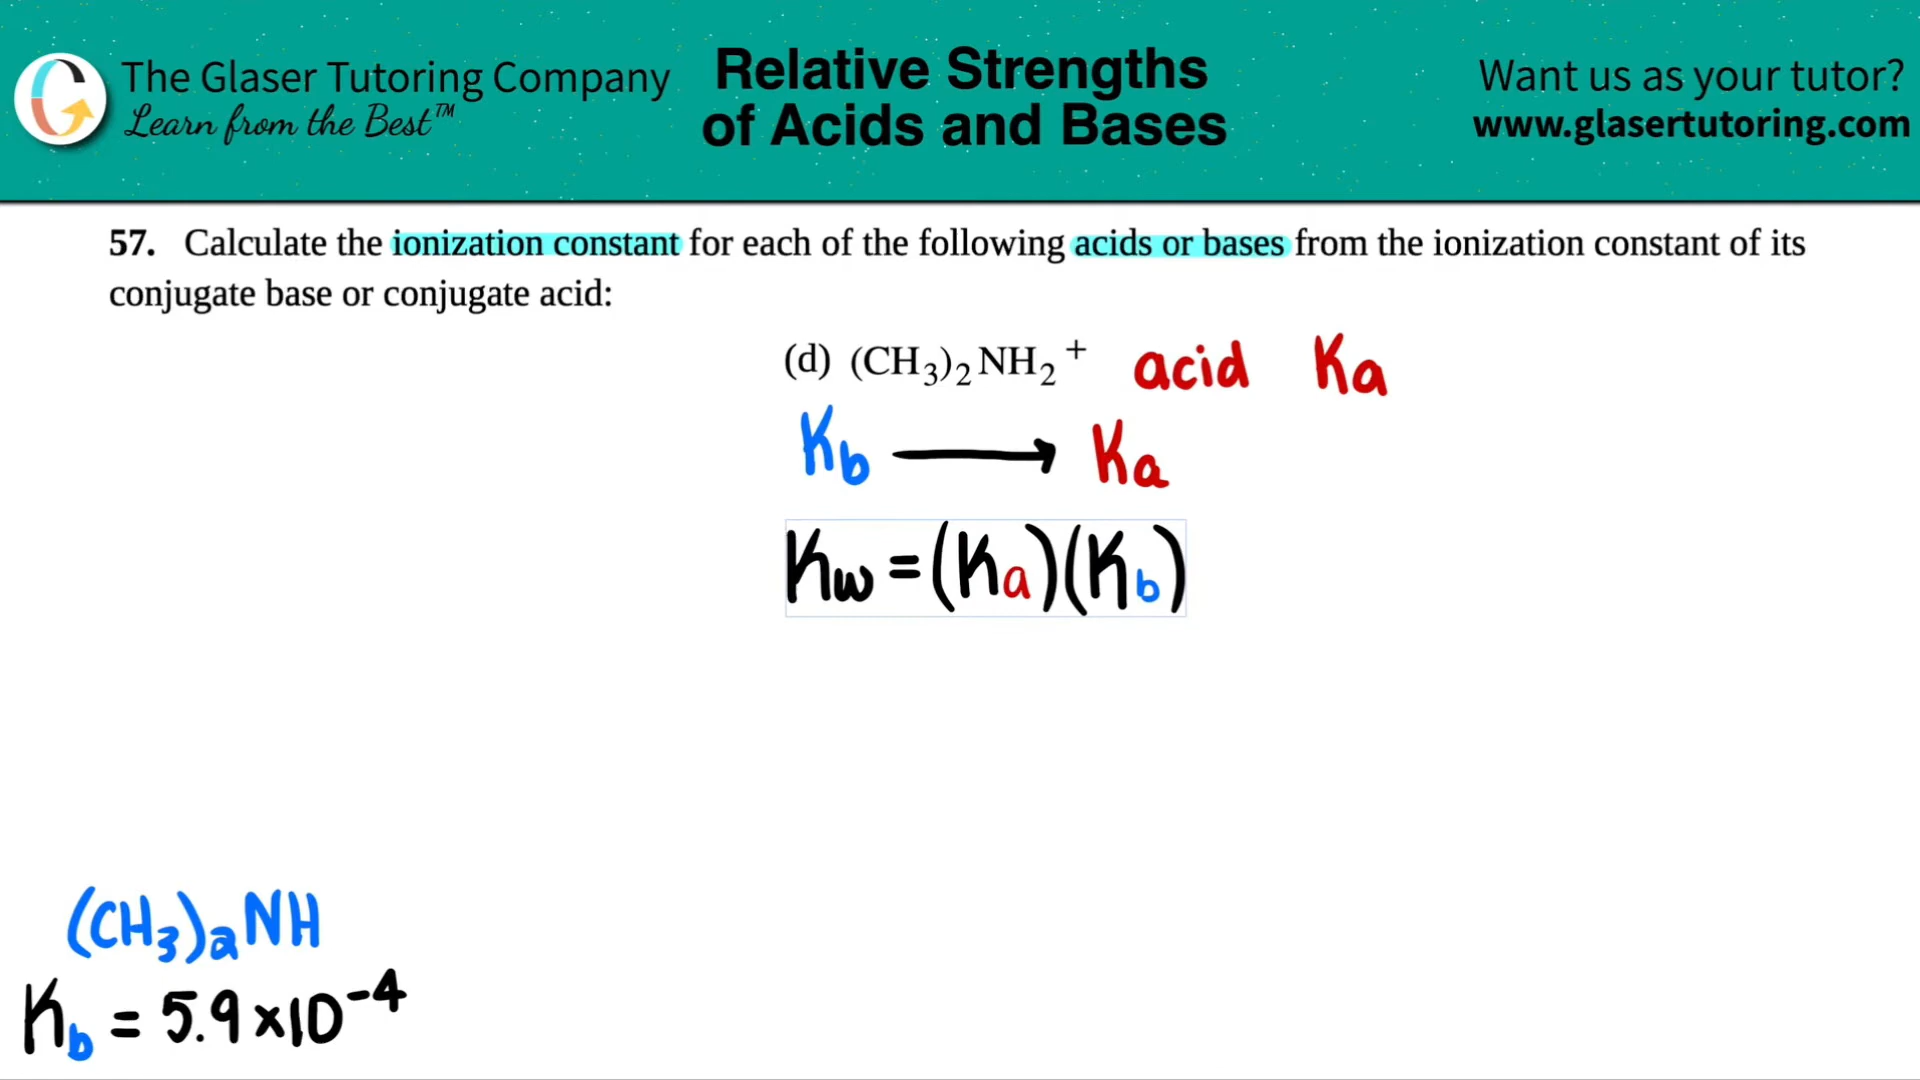 The Glaser Tutoring Company
Learn from the Best™
Relative Strengths
of Acids and Bases
Want us as your tutor?
www.glasertutoring.com
57. Calculate the ionization constant for each of the following acids or bases from the ionization constant of its
conjugate base or conjugate acid:
(d) (CH₃)₂NH₂⁺ acid Ka
Kb → Ka
Kw = (Ka)(Kb)
(CH₃)₂NH
Kb = 5.9 × 10⁻⁴